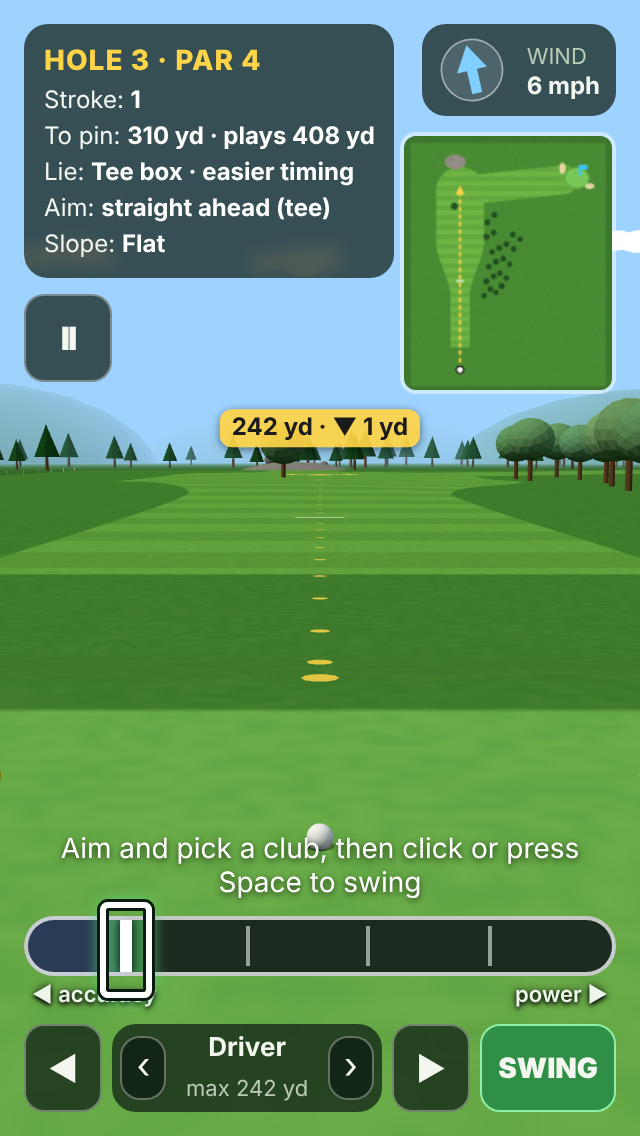 HOLE 3 · PAR 4
Stroke: 1
To pin: 310 yd · plays 408 yd
Lie: Tee box · easier timing
Aim: straight ahead (tee)
Slope: Flat
WIND
6 mph
242 yd · ▼ 1 yd
Aim and pick a club, then click or press
Space to swing
◀ accuracy
power ▶
Driver
max 242 yd
SWING